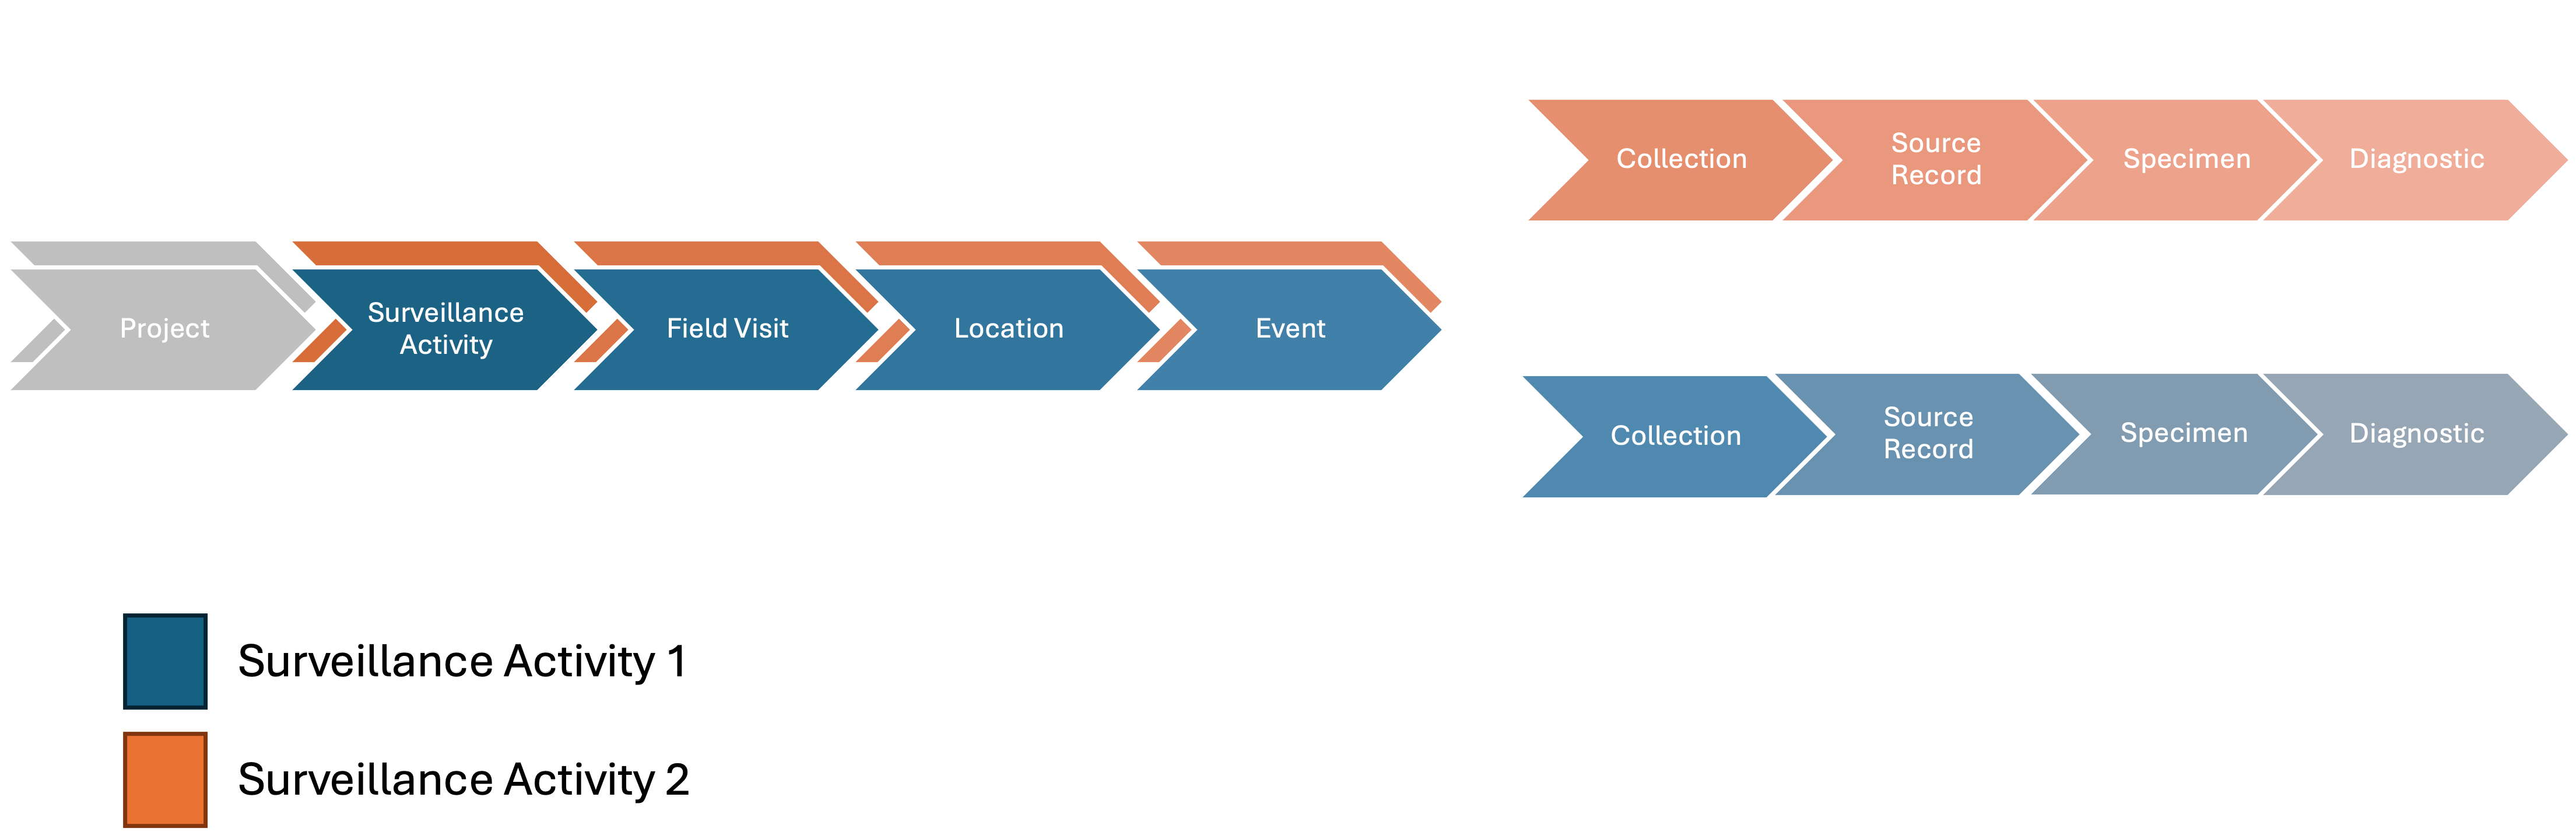 Collection
Source
Record
Specimen
Diagnostic
Project
Surveillance
Activity
Field Visit
Location
Event
Collection
Source
Record
Specimen
Diagnostic
Surveillance Activity 1
Surveillance Activity 2